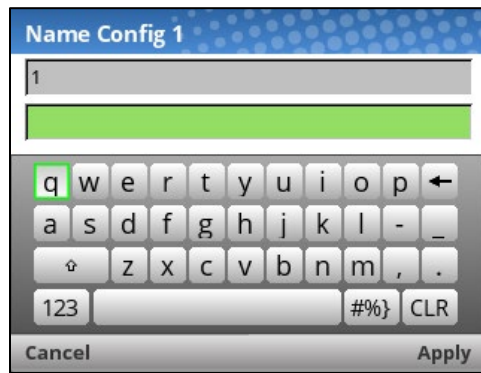 Name Config 1
1
q w e r t y u i o p ←
a s d f g h j k l - _
⇧ z x c v b n m , .
123 #%} CLR
Cancel Apply